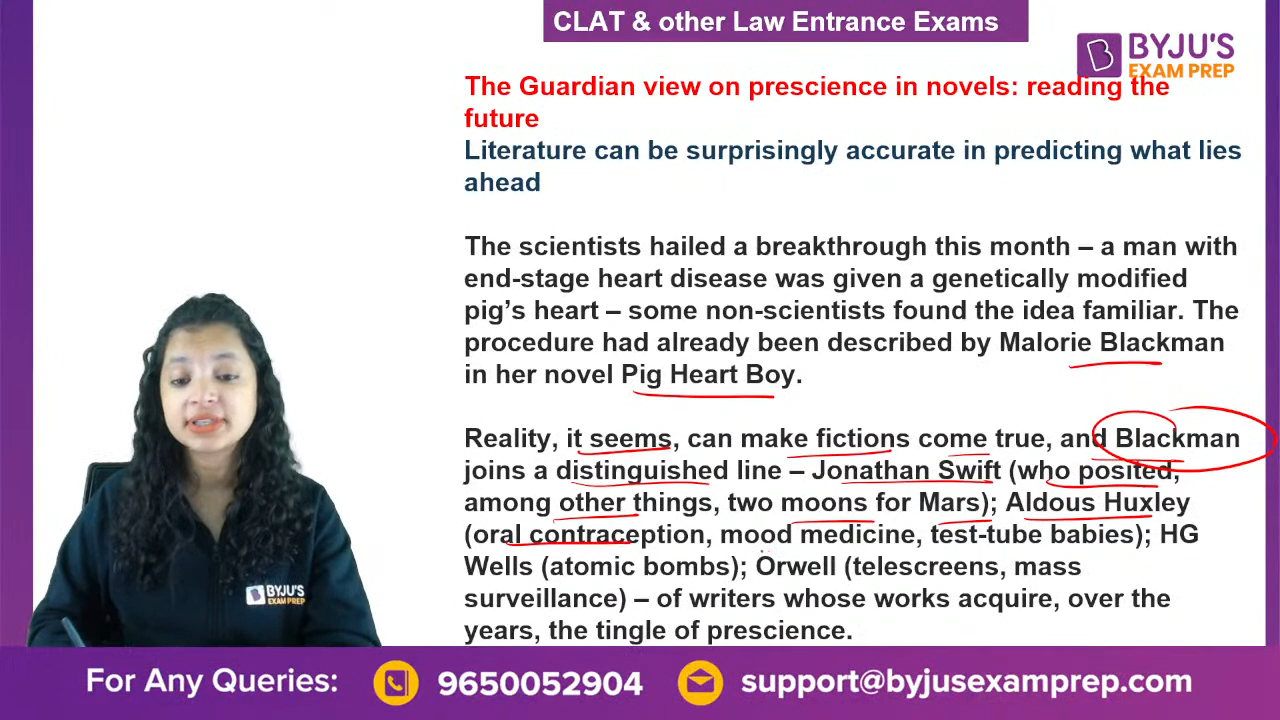 CLAT & other Law Entrance Exams
BYJU'S
EXAM PREP
The Guardian view on prescience in novels: reading the
future
Literature can be surprisingly accurate in predicting what lies
ahead
The scientists hailed a breakthrough this month – a man with
end-stage heart disease was given a genetically modified
pig's heart – some non-scientists found the idea familiar. The
procedure had already been described by Malorie Blackman
in her novel Pig Heart Boy.
Reality, it seems, can make fictions come true, and Blackman
joins a distinguished line – Jonathan Swift (who posited,
among other things, two moons for Mars); Aldous Huxley
(oral contraception, mood medicine, test-tube babies); HG
Wells (atomic bombs); Orwell (telescreens, mass
surveillance) – of writers whose works acquire, over the
years, the tingle of prescience.
BYJU'S
EXAM PREP
For Any Queries: 9650052904 support@byjusexamprep.com